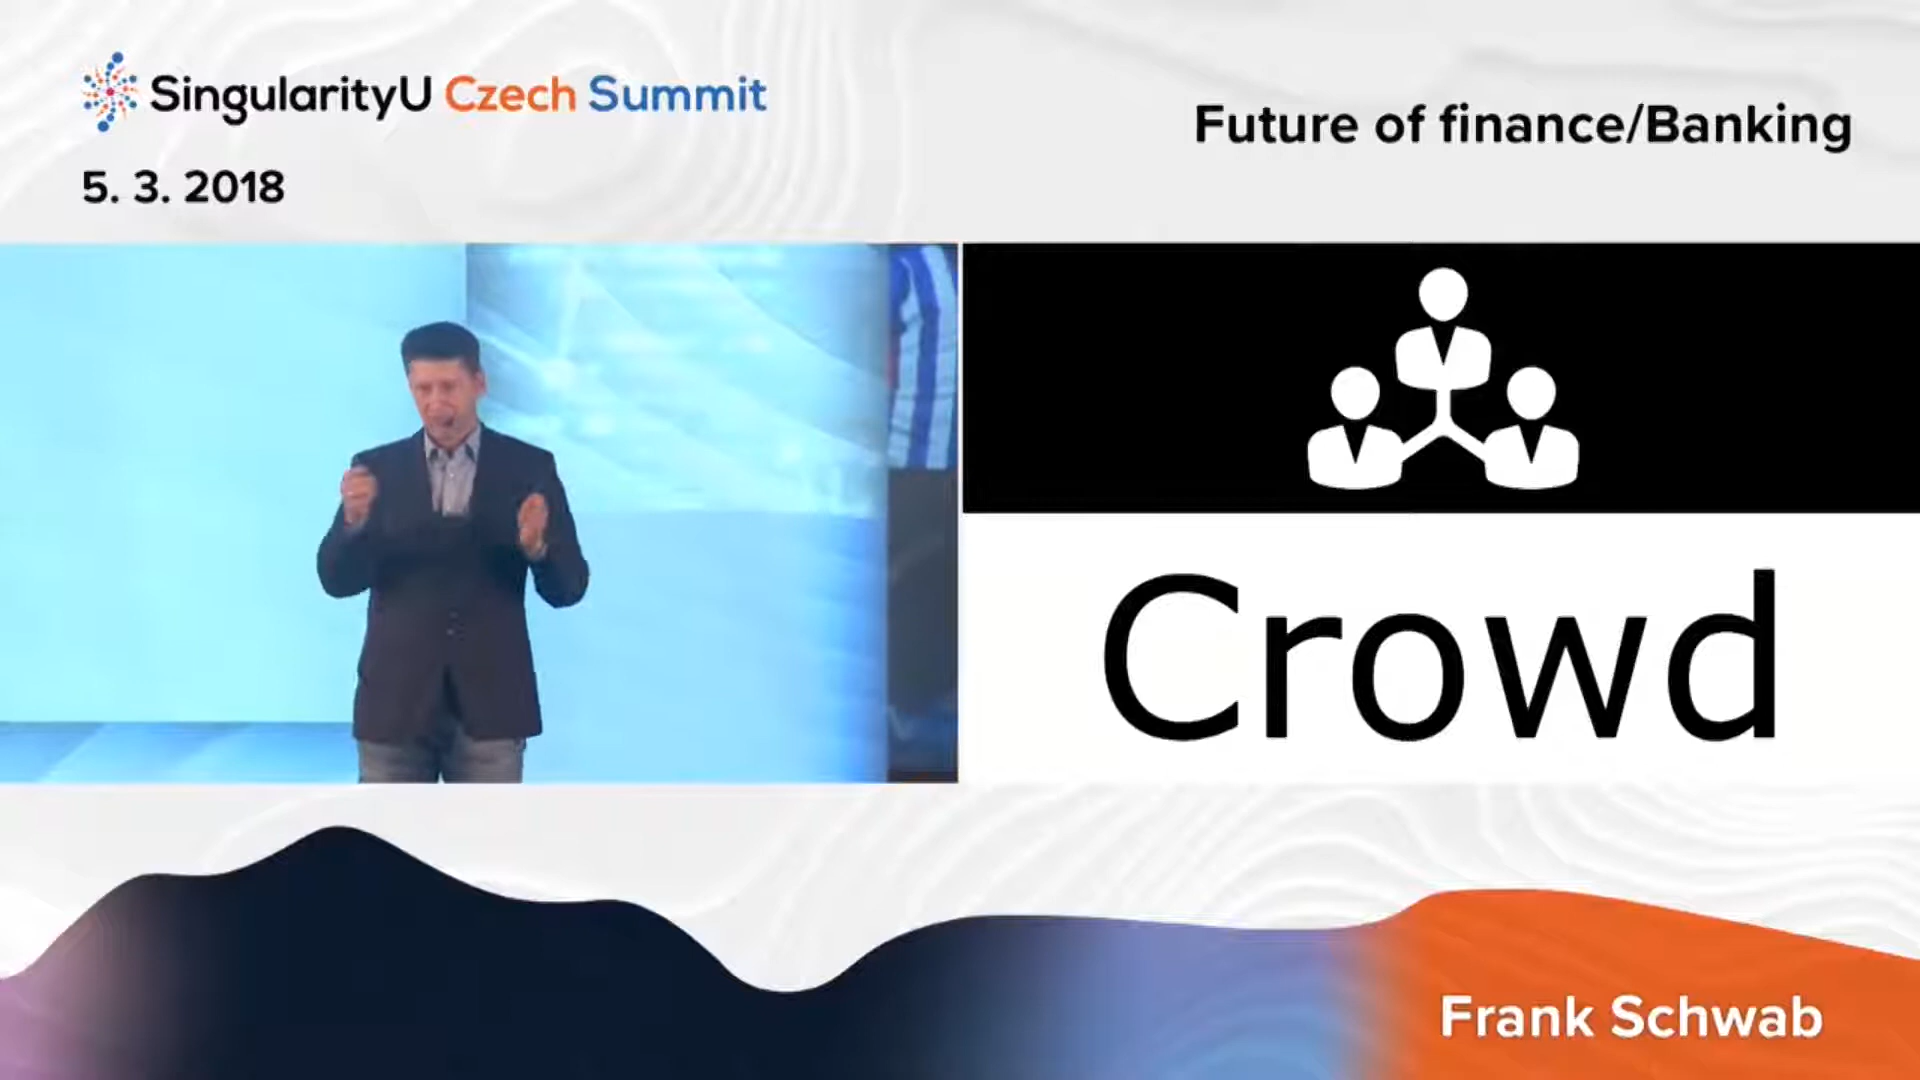 SingularityU Czech Summit
Future of finance/Banking
5. 3. 2018
Crowd
Frank Schwab